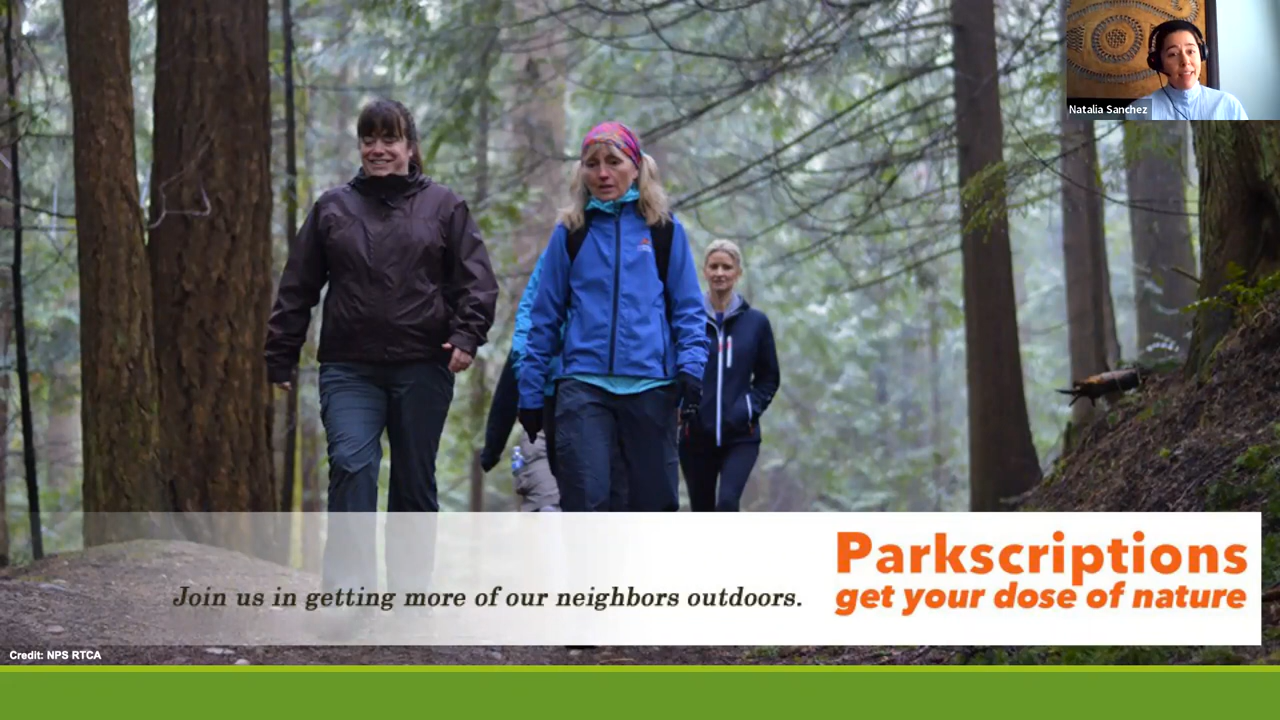 Natalia Sanchez
Parkscriptions
get your dose of nature
Join us in getting more of our neighbors outdoors.
Credit: NPS RTCA